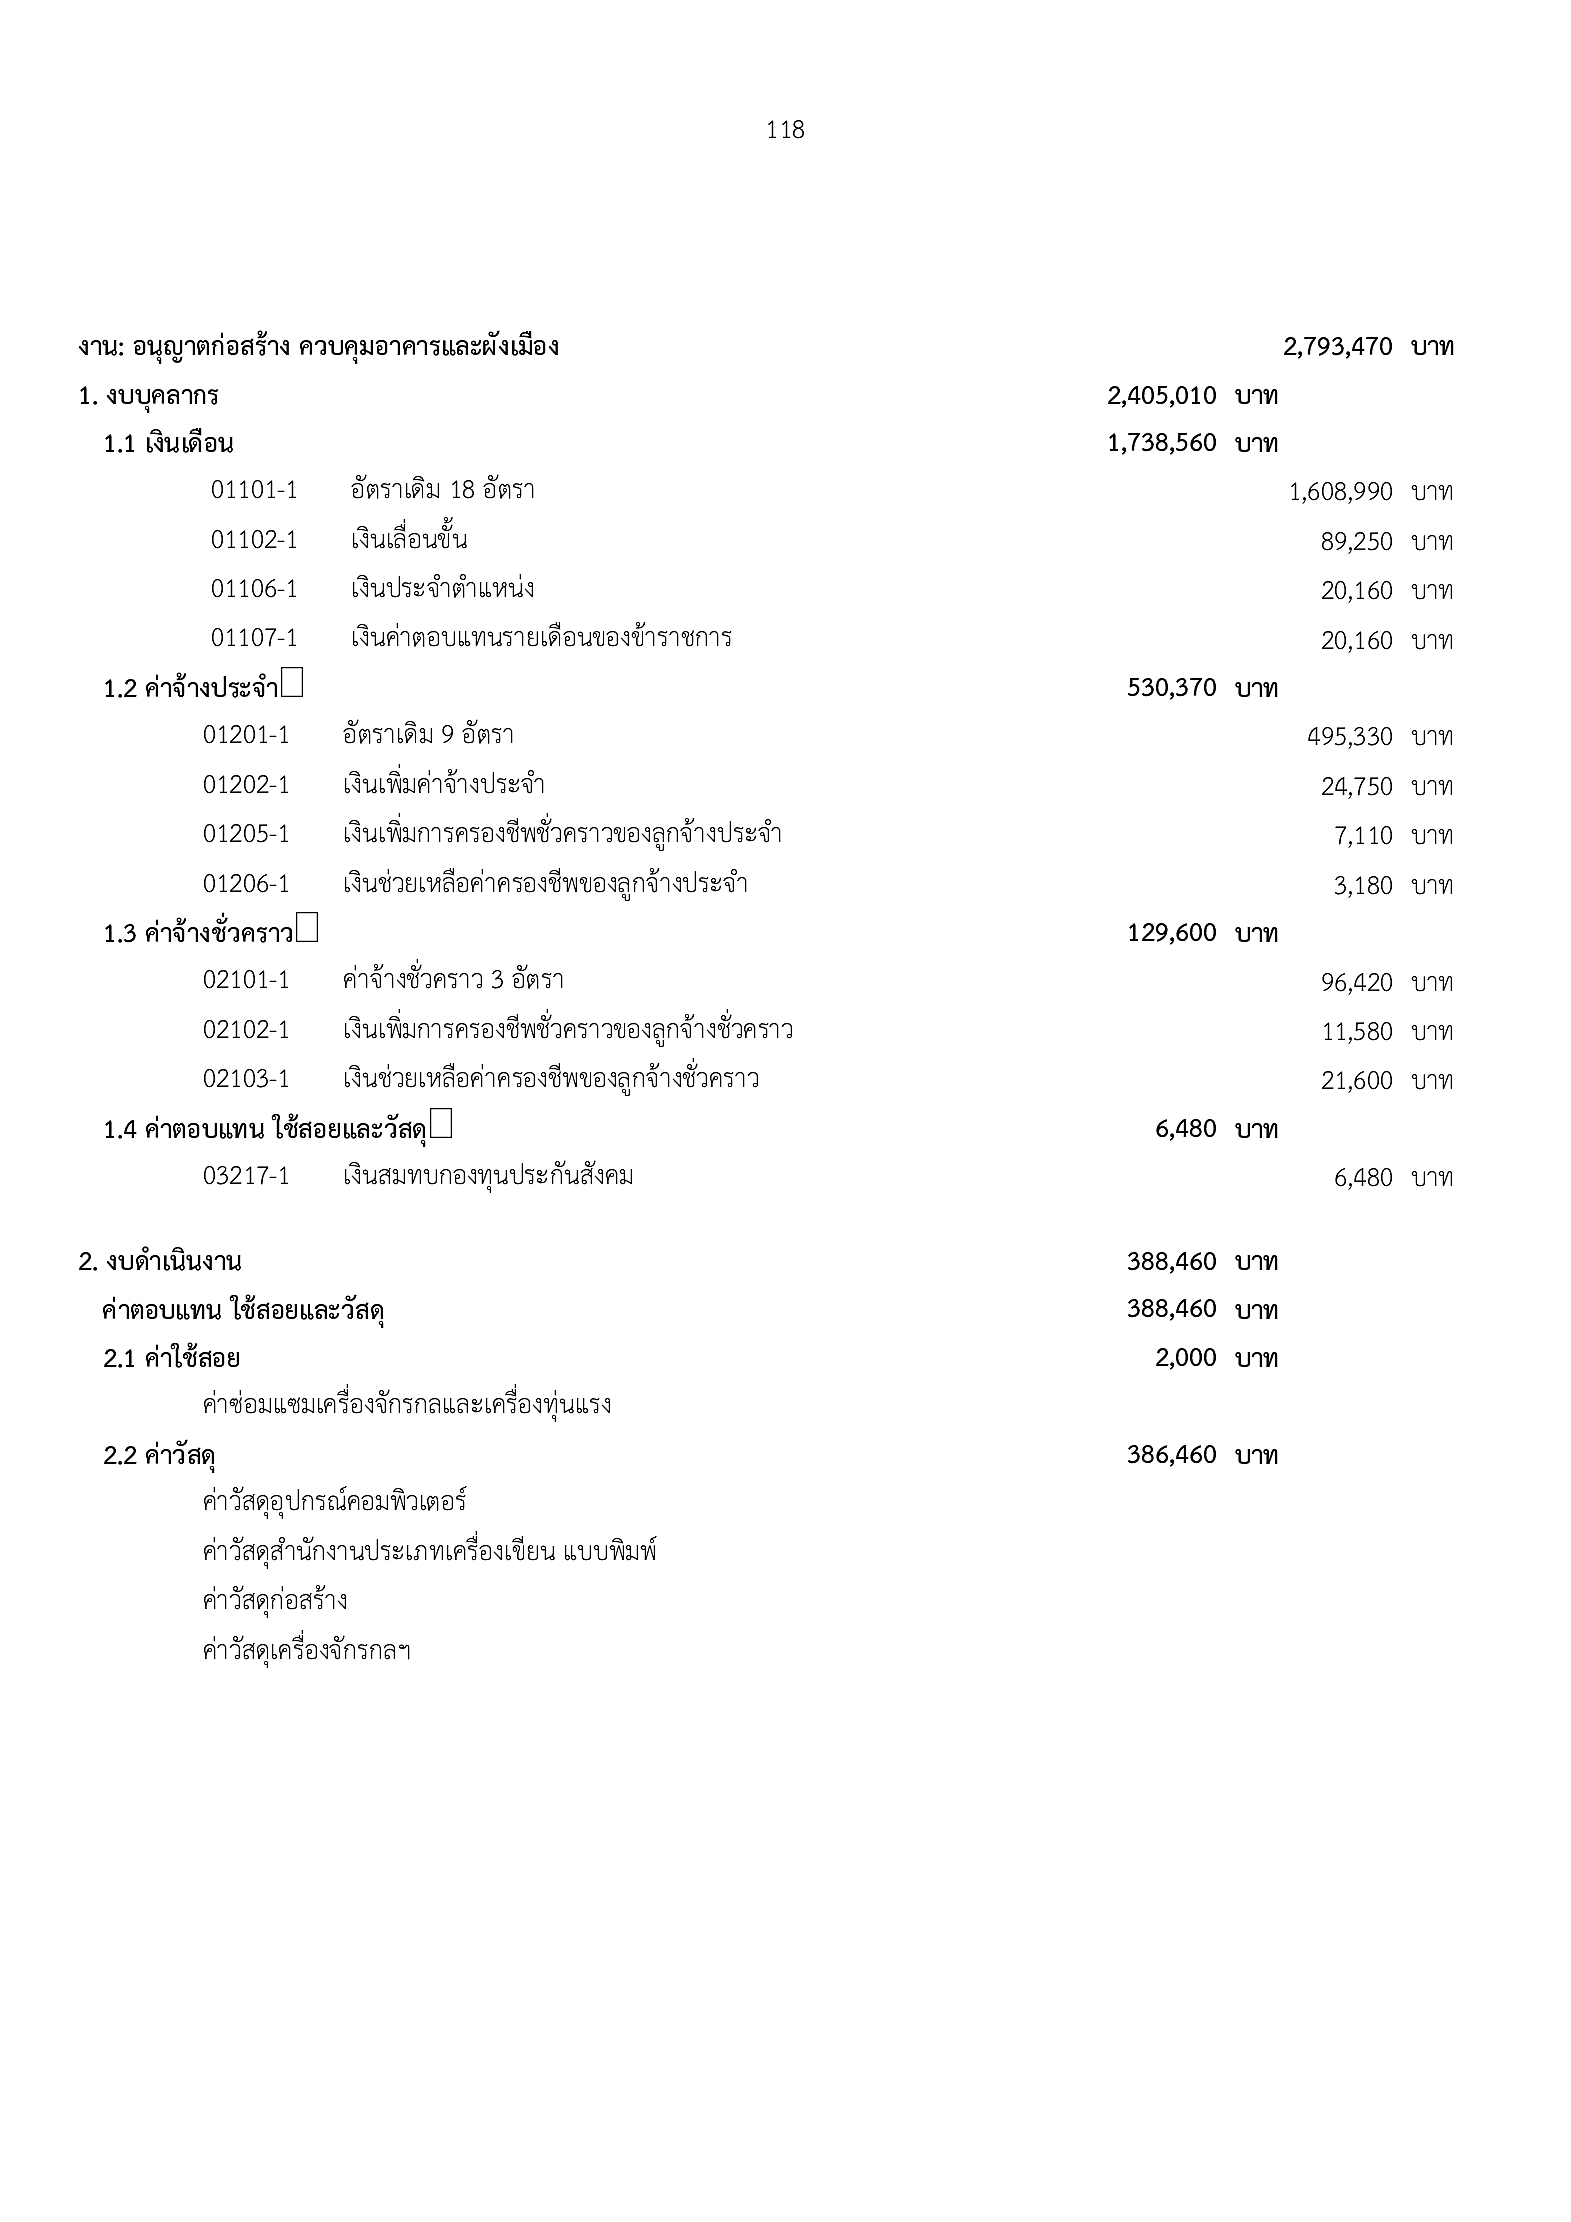 118
งาน: อนุญาตก่อสร้าง ควบคุมอาคารและผังเมือง 2,793,470 บาท
1. งบบุคลากร 2,405,010 บาท
1.1 เงินเดือน 1,738,560 บาท
01101-1 อัตราเดิม 18 อัตรา 1,608,990 บาท
01102-1 เงินเลื่อนขั้น 89,250 บาท
01106-1 เงินประจำตำแหน่ง 20,160 บาท
01107-1 เงินค่าตอบแทนรายเดือนของข้าราชการ 20,160 บาท
1.2 ค่าจ้างประจำ 530,370 บาท
01201-1 อัตราเดิม 9 อัตรา 495,330 บาท
01202-1 เงินเพิ่มค่าจ้างประจำ 24,750 บาท
01205-1 เงินเพิ่มการครองชีพชั่วคราวของลูกจ้างประจำ 7,110 บาท
01206-1 เงินช่วยเหลือค่าครองชีพของลูกจ้างประจำ 3,180 บาท
1.3 ค่าจ้างชั่วคราว 129,600 บาท
02101-1 ค่าจ้างชั่วคราว 3 อัตรา 96,420 บาท
02102-1 เงินเพิ่มการครองชีพชั่วคราวของลูกจ้างชั่วคราว 11,580 บาท
02103-1 เงินช่วยเหลือค่าครองชีพของลูกจ้างชั่วคราว 21,600 บาท
1.4 ค่าตอบแทน ใช้สอยและวัสดุ 6,480 บาท
03217-1 เงินสมทบกองทุนประกันสังคม 6,480 บาท
2. งบดำเนินงาน 388,460 บาท
ค่าตอบแทน ใช้สอยและวัสดุ 388,460 บาท
2.1 ค่าใช้สอย 2,000 บาท
ค่าซ่อมแซมเครื่องจักรกลและเครื่องทุ่นแรง
2.2 ค่าวัสดุ 386,460 บาท
ค่าวัสดุอุปกรณ์คอมพิวเตอร์
ค่าวัสดุสำนักงานประเภทเครื่องเขียน แบบพิมพ์
ค่าวัสดุก่อสร้าง
ค่าวัสดุเครื่องจักรกลฯ